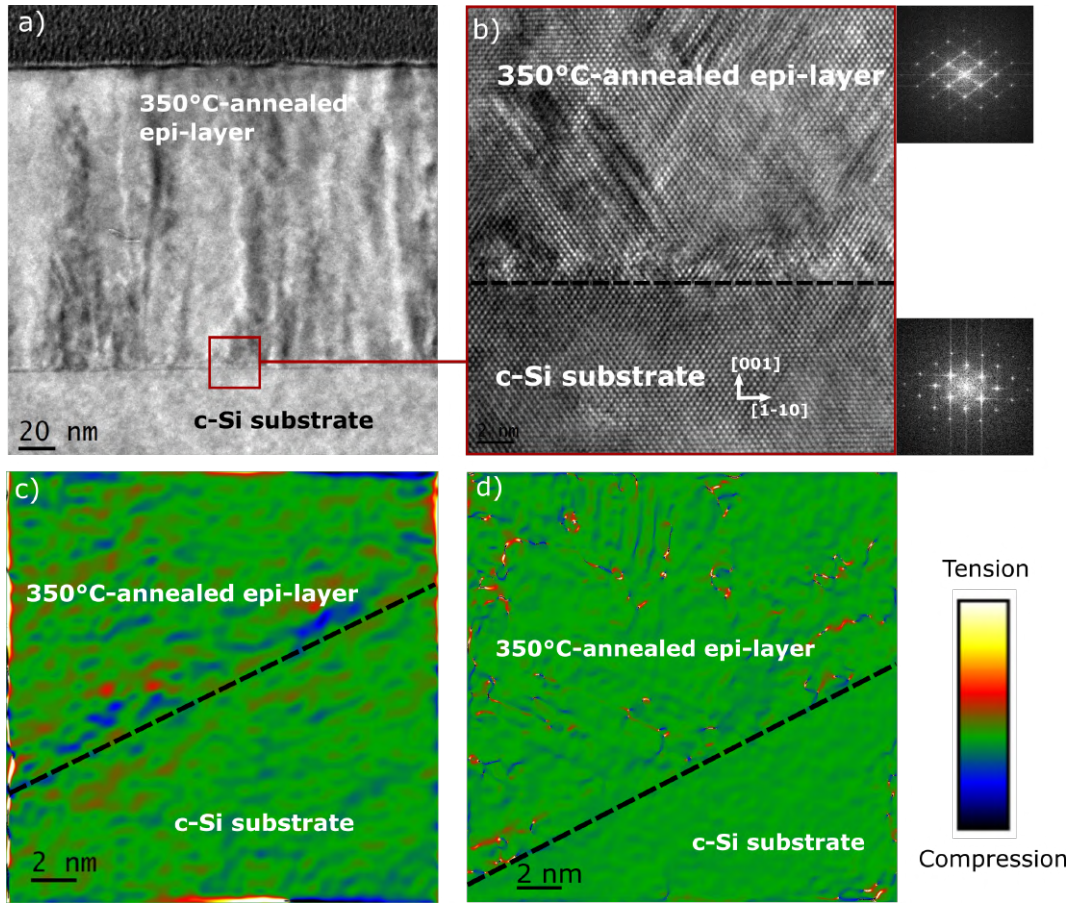 a)
350°C-annealed
epi-layer
c-Si substrate
20 nm
b)
350°C-annealed epi-layer
c-Si substrate
[001]
[1-10]
2 nm
c)
350°C-annealed epi-layer
c-Si substrate
2 nm
d)
350°C-annealed epi-layer
c-Si substrate
2 nm
Tension
Compression